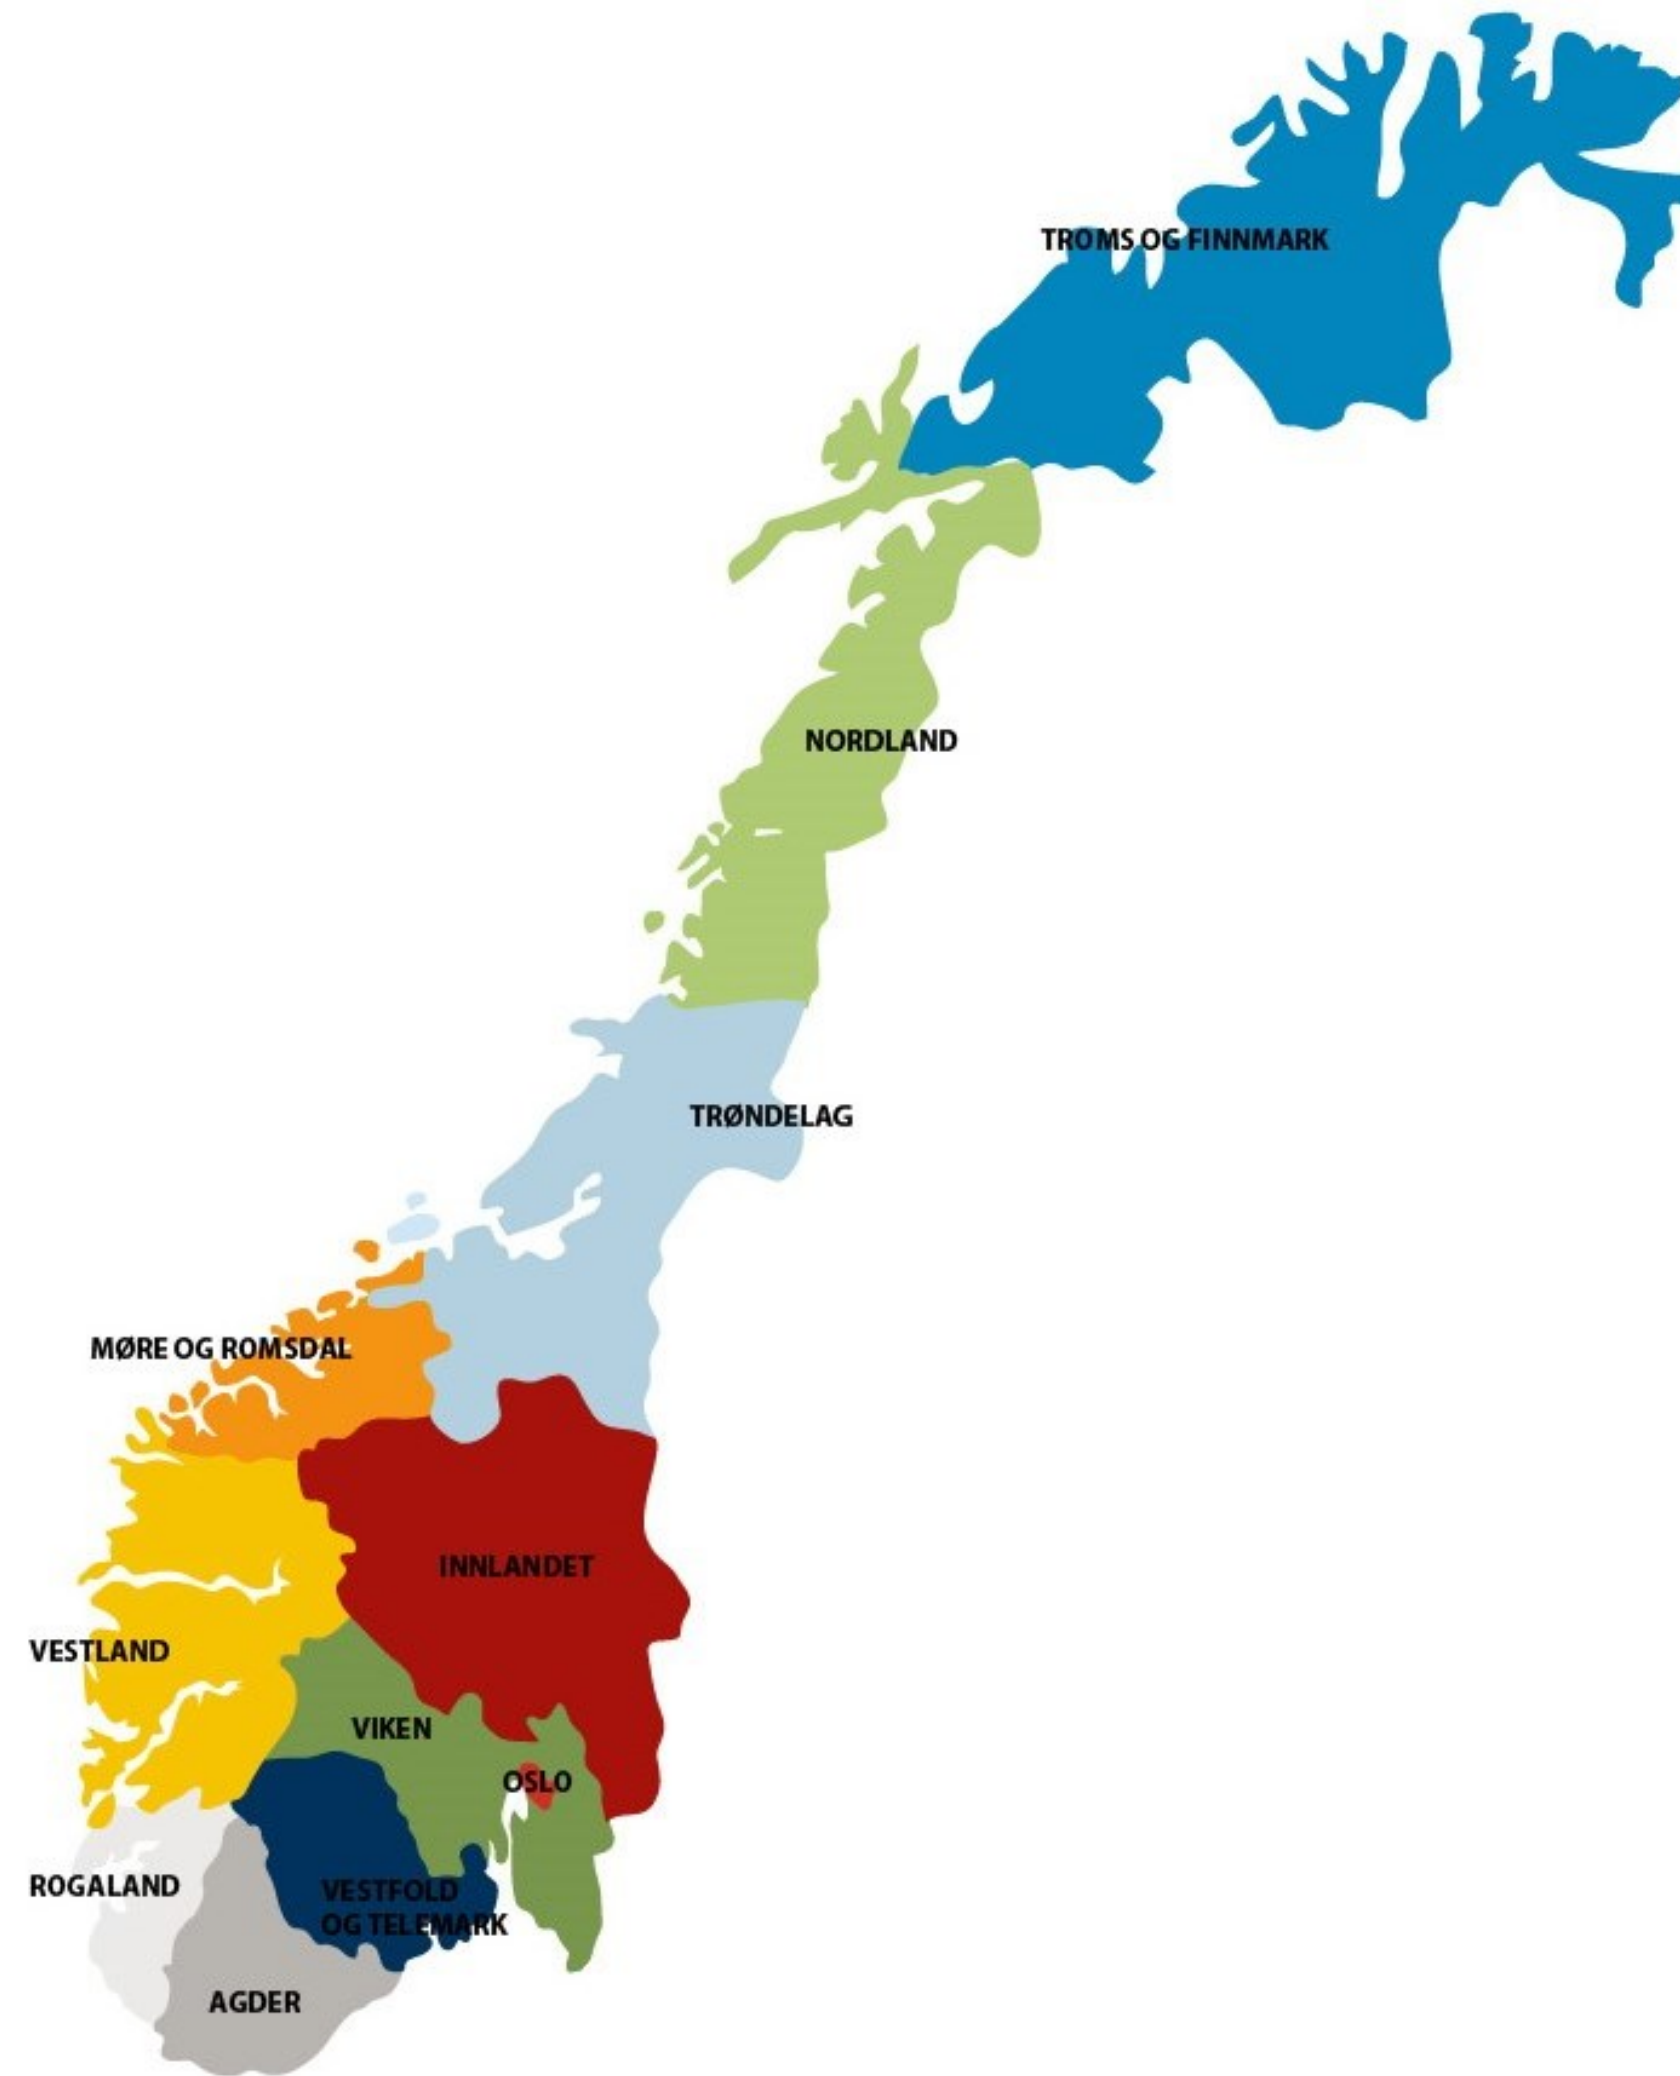 TROMS OG FINNMARK
NORDLAND
TRØNDELAG
MØRE OG ROMSDAL
INNLANDET
VESTLAND
VIKEN
OSLO
ROGALAND
VESTFOLD
OG TELEMARK
AGDER